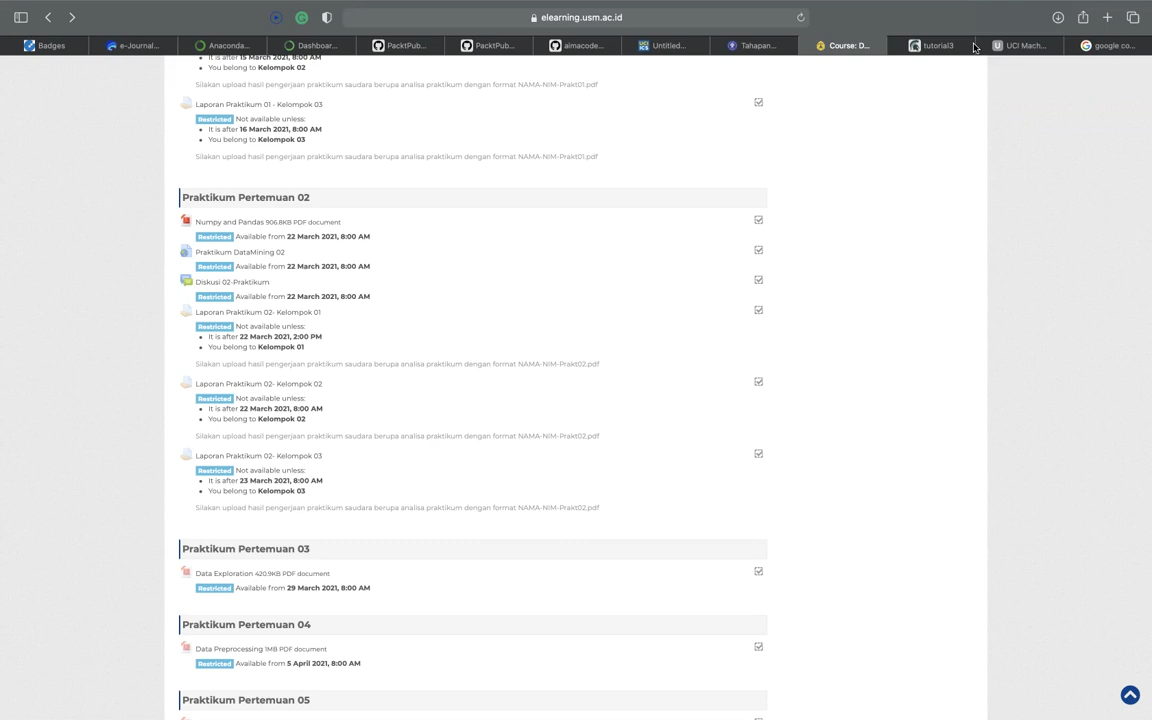 elearning.usm.ac.id
Badges
e-Journal...
Anaconda...
Dashboar...
PacktPub...
PacktPub...
aimacode...
Untitled...
Tahapan...
Course: D...
tutorial3
UCI Mach...
google co...
It is after 15 March 2021, 8:00 AM
You belong to Kelompok 02
Silakan upload hasil pengerjaan praktikum saudara berupa analisa praktikum dengan format NAMA-NIM-Prakt01.pdf
Laporan Praktikum 01 - Kelompok 03
Restricted Not available unless:
It is after 16 March 2021, 8:00 AM
You belong to Kelompok 03
Silakan upload hasil pengerjaan praktikum saudara berupa analisa praktikum dengan format NAMA-NIM-Prakt01.pdf
Praktikum Pertemuan 02
Numpy and Pandas 906.8KB PDF document
Restricted Available from 22 March 2021, 8:00 AM
Praktikum DataMining 02
Restricted Available from 22 March 2021, 8:00 AM
Diskusi 02-Praktikum
Restricted Available from 22 March 2021, 8:00 AM
Laporan Praktikum 02- Kelompok 01
Restricted Not available unless:
It is after 22 March 2021, 2:00 PM
You belong to Kelompok 01
Silakan upload hasil pengerjaan praktikum saudara berupa analisa praktikum dengan format NAMA-NIM-Prakt02.pdf
Laporan Praktikum 02- Kelompok 02
Restricted Not available unless:
It is after 22 March 2021, 8:00 AM
You belong to Kelompok 02
Silakan upload hasil pengerjaan praktikum saudara berupa analisa praktikum dengan format NAMA-NIM-Prakt02.pdf
Laporan Praktikum 02- Kelompok 03
Restricted Not available unless:
It is after 23 March 2021, 8:00 AM
You belong to Kelompok 03
Silakan upload hasil pengerjaan praktikum saudara berupa analisa praktikum dengan format NAMA-NIM-Prakt02.pdf
Praktikum Pertemuan 03
Data Exploration 420.9KB PDF document
Restricted Available from 29 March 2021, 8:00 AM
Praktikum Pertemuan 04
Data Preprocessing 1MB PDF document
Restricted Available from 5 April 2021, 8:00 AM
Praktikum Pertemuan 05